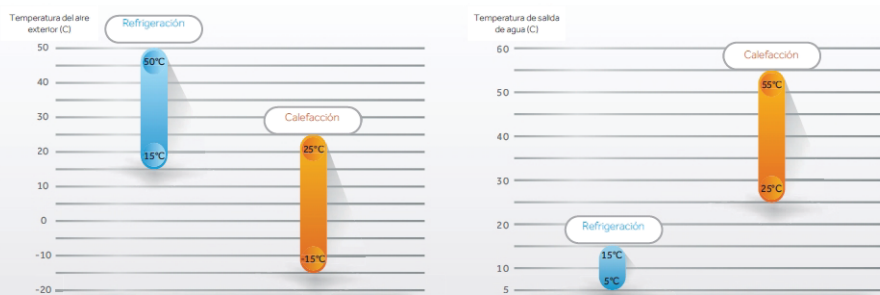 Temperatura del aire
exterior (C)
Refrigeración
50
50°C
40
30
Calefacción
25°C
20
15°C
10
0
-10
-15°C
-20
Temperatura de salida
de agua (C)
60
Calefacción
55°C
50
40
30
25°C
20
Refrigeración
15°C
10
5°C
5